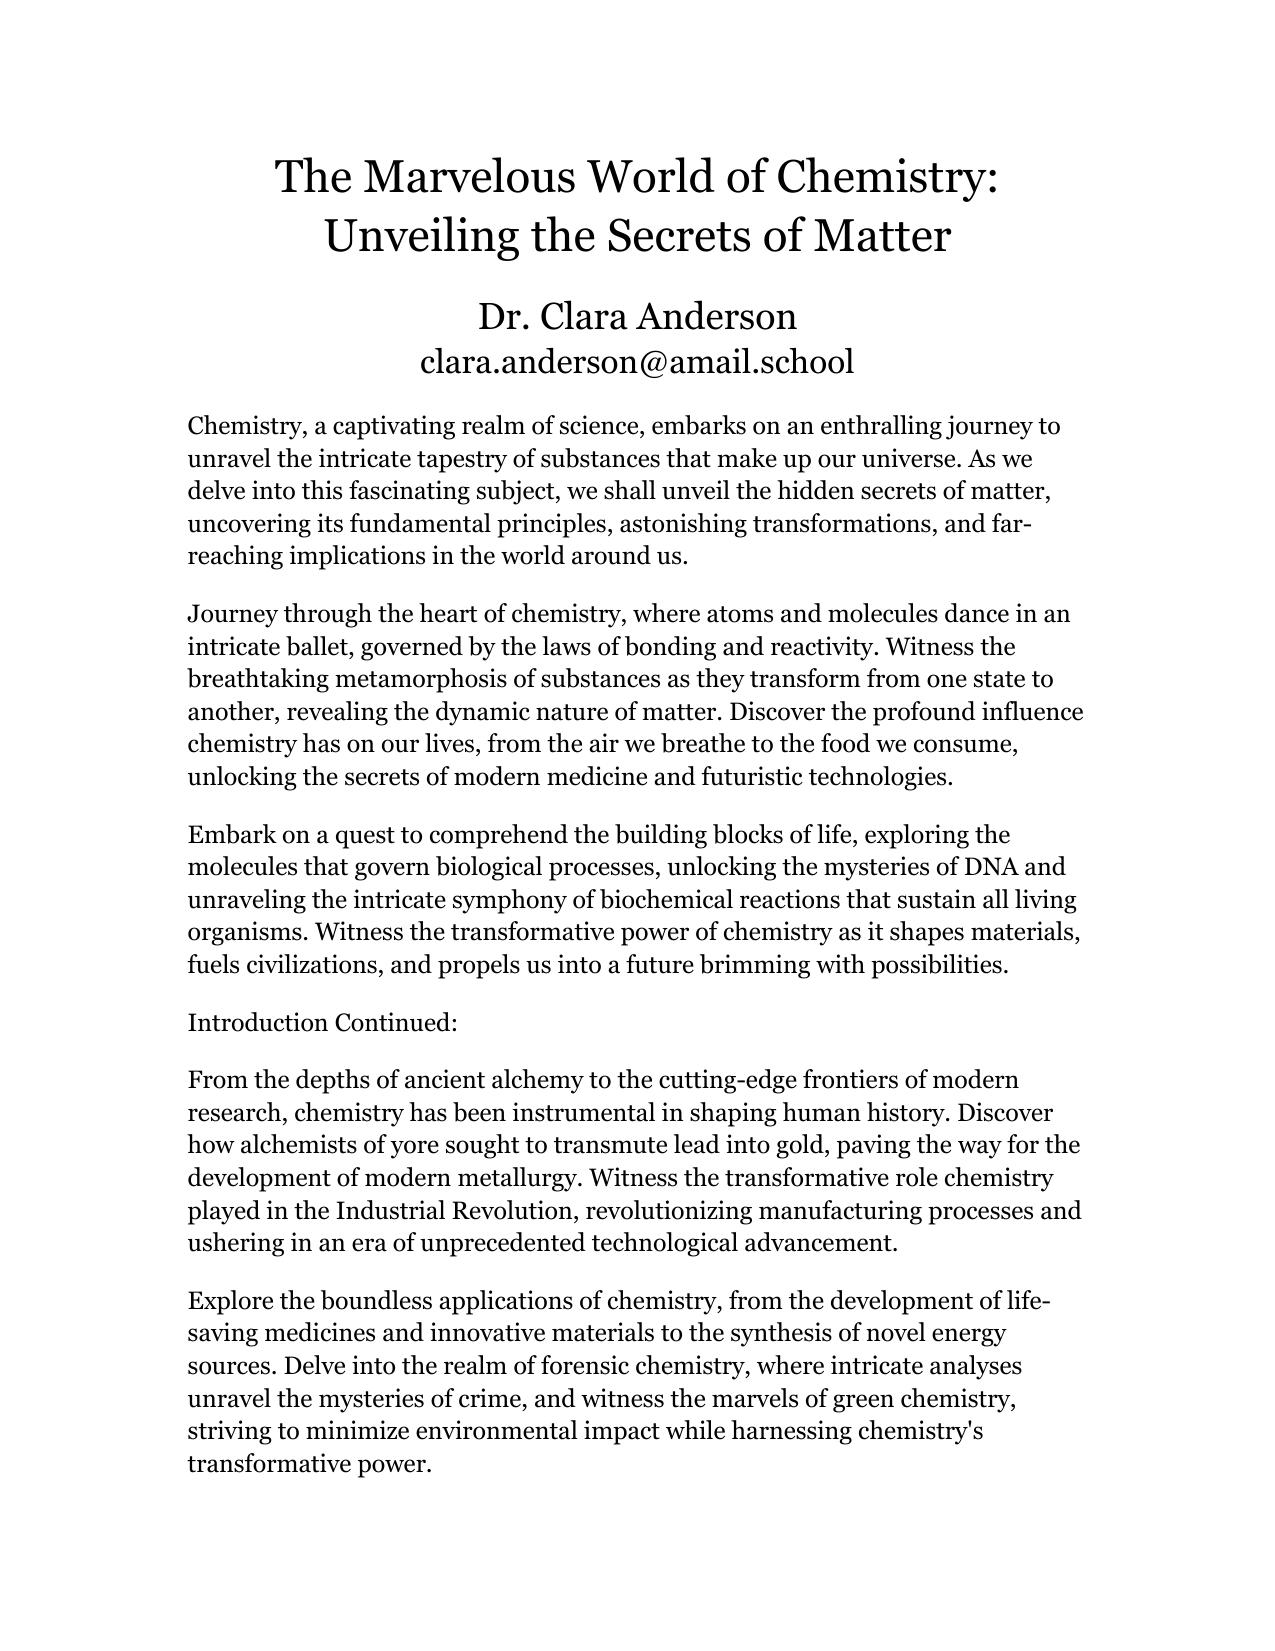 The Marvelous World of Chemistry:
Unveiling the Secrets of Matter
Dr. Clara Anderson
clara.anderson@amail.school
Chemistry, a captivating realm of science, embarks on an enthralling journey to
unravel the intricate tapestry of substances that make up our universe. As we
delve into this fascinating subject, we shall unveil the hidden secrets of matter,
uncovering its fundamental principles, astonishing transformations, and far-
reaching implications in the world around us.
Journey through the heart of chemistry, where atoms and molecules dance in an
intricate ballet, governed by the laws of bonding and reactivity. Witness the
breathtaking metamorphosis of substances as they transform from one state to
another, revealing the dynamic nature of matter. Discover the profound influence
chemistry has on our lives, from the air we breathe to the food we consume,
unlocking the secrets of modern medicine and futuristic technologies.
Embark on a quest to comprehend the building blocks of life, exploring the
molecules that govern biological processes, unlocking the mysteries of DNA and
unraveling the intricate symphony of biochemical reactions that sustain all living
organisms. Witness the transformative power of chemistry as it shapes materials,
fuels civilizations, and propels us into a future brimming with possibilities.
Introduction Continued:
From the depths of ancient alchemy to the cutting-edge frontiers of modern
research, chemistry has been instrumental in shaping human history. Discover
how alchemists of yore sought to transmute lead into gold, paving the way for the
development of modern metallurgy. Witness the transformative role chemistry
played in the Industrial Revolution, revolutionizing manufacturing processes and
ushering in an era of unprecedented technological advancement.
Explore the boundless applications of chemistry, from the development of life-
saving medicines and innovative materials to the synthesis of novel energy
sources. Delve into the realm of forensic chemistry, where intricate analyses
unravel the mysteries of crime, and witness the marvels of green chemistry,
striving to minimize environmental impact while harnessing chemistry's
transformative power.